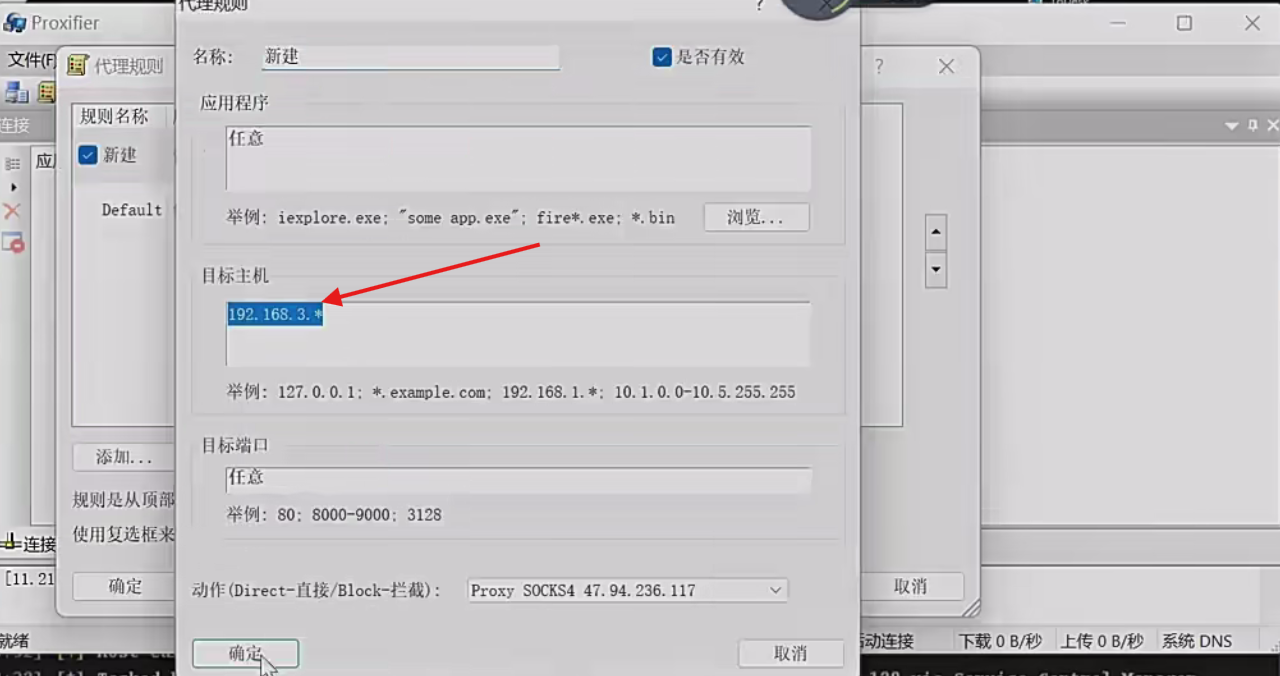 Proxifier
代理规则
?
文件(F
代理规则
?
名称:
新建
是否有效
连接
规则名称
应用程序
任意
新建
Default
举例: iexplore.exe; "some app.exe"; fire*.exe; *.bin
浏览...
目标主机
192.168.3.*
举例: 127.0.0.1; *.example.com; 192.168.1.*; 10.1.0.0-10.5.255.255
目标端口
任意
举例: 80; 8000-9000; 3128
添加...
规则是从顶部
使用复选框来
连接
[11.21
确定
动作(Direct-直接/Block-拦截):
Proxy SOCKS4 47.94.236.117
取消
就绪
确定
取消
动连接
下载 0 B/秒
上传 0 B/秒
系统 DNS